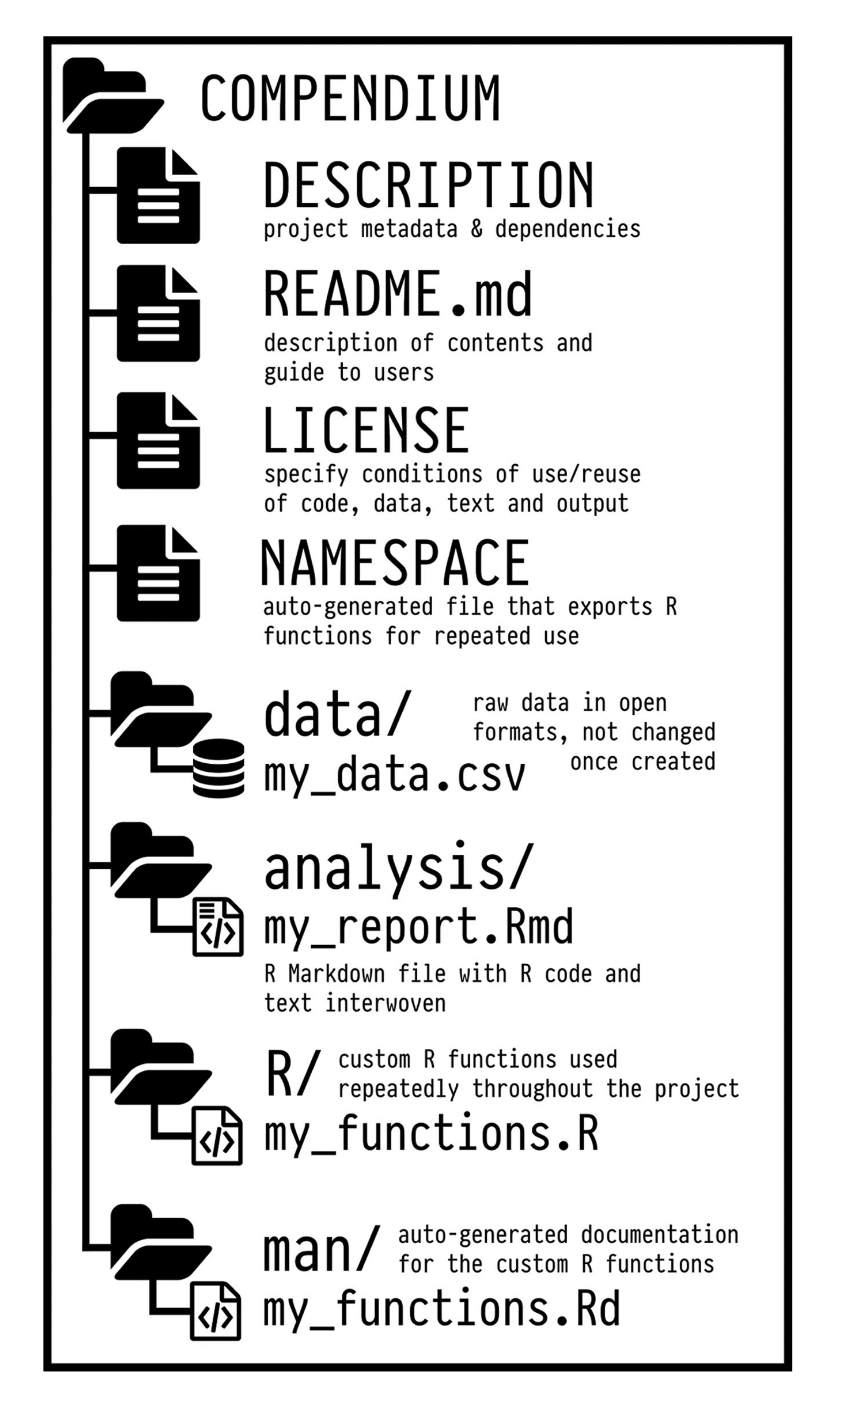 COMPENDIUM
DESCRIPTION
project metadata & dependencies
README.md
description of contents and
guide to users
LICENSE
specify conditions of use/reuse
of code, data, text and output
NAMESPACE
auto-generated file that exports R
functions for repeated use
data/
raw data in open
formats, not changed
once created
my_data.csv
analysis/
my_report.Rmd
R Markdown file with R code and
text interwoven
R/
custom R functions used
repeatedly throughout the project
my_functions.R
man/
auto-generated documentation
for the custom R functions
my_functions.Rd